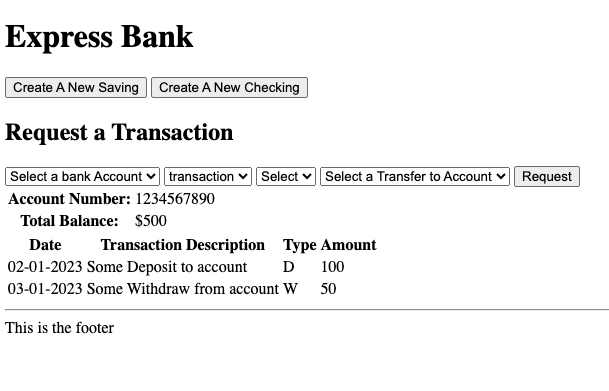 Express Bank
Create A New Saving Create A New Checking
Request a Transaction
Select a bank Account transaction Select Select a Transfer to Account Request
Account Number: 1234567890
Total Balance: $500
Date Transaction Description Type Amount
02-01-2023 Some Deposit to account D 100
03-01-2023 Some Withdraw from account W 50
This is the footer